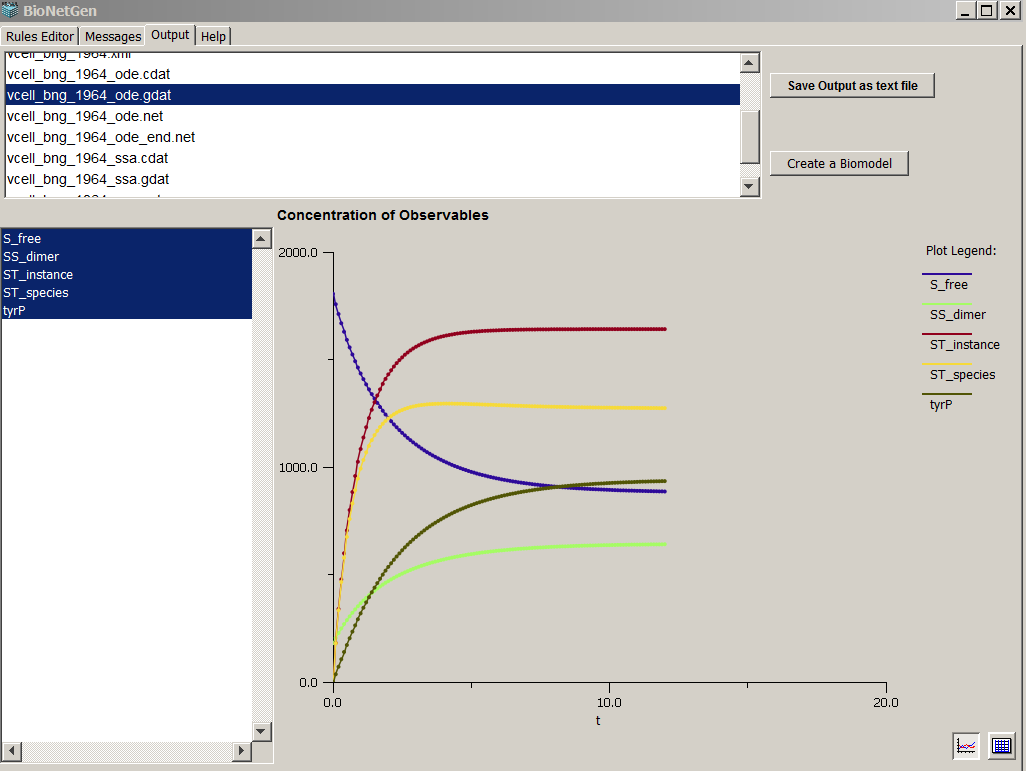 BioNetGen
Rules Editor Messages Output Help
vcell_bng_1964.xml
vcell_bng_1964_ode.cdat
vcell_bng_1964_ode.gdat
vcell_bng_1964_ode.net
vcell_bng_1964_ode_end.net
vcell_bng_1964_ssa.cdat
vcell_bng_1964_ssa.gdat
Save Output as text file
Create a Biomodel
S_free
SS_dimer
ST_instance
ST_species
tyrP
Concentration of Observables
2000.0
1000.0
0.0
0.0 10.0 20.0
t
Plot Legend:
S_free
SS_dimer
ST_instance
ST_species
tyrP